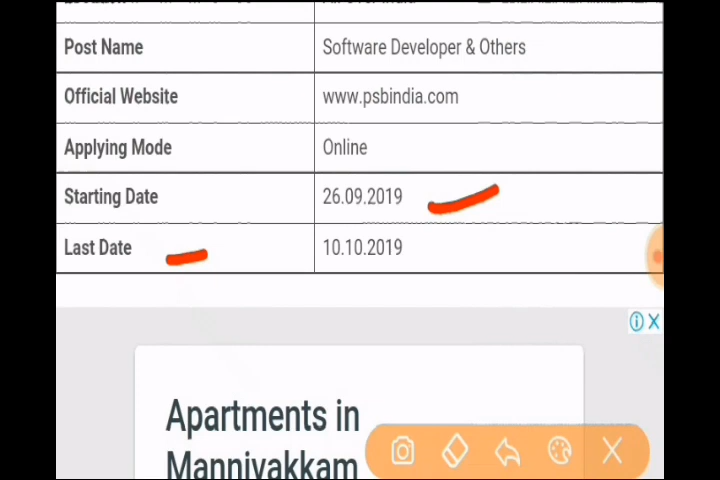 Post Name Software Developer & Others
Official Website www.psbindia.com
Applying Mode Online
Starting Date 26.09.2019
Last Date 10.10.2019
Apartments in
Mannivakkam